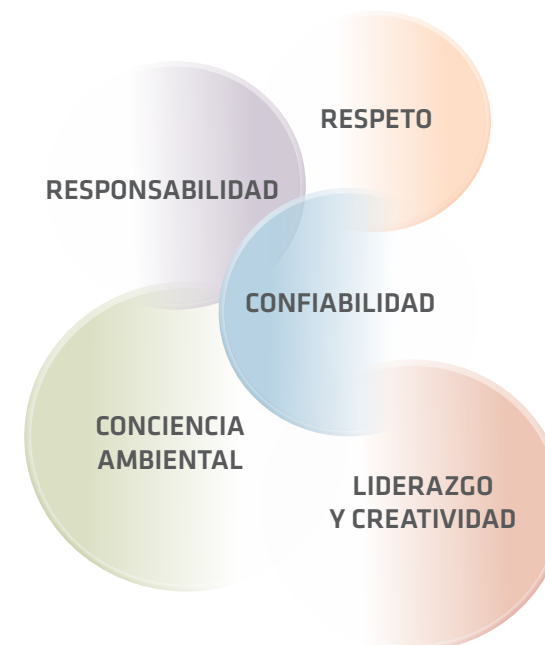 RESPETO
RESPONSABILIDAD
CONFIABILIDAD
CONCIENCIA
AMBIENTAL
LIDERAZGO
Y CREATIVIDAD